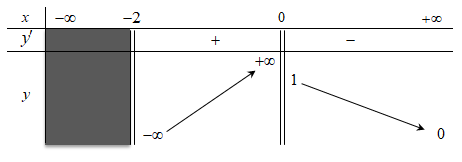 x −∞ −2 0 +∞
y′ + −
+∞
1
y
−∞ 0